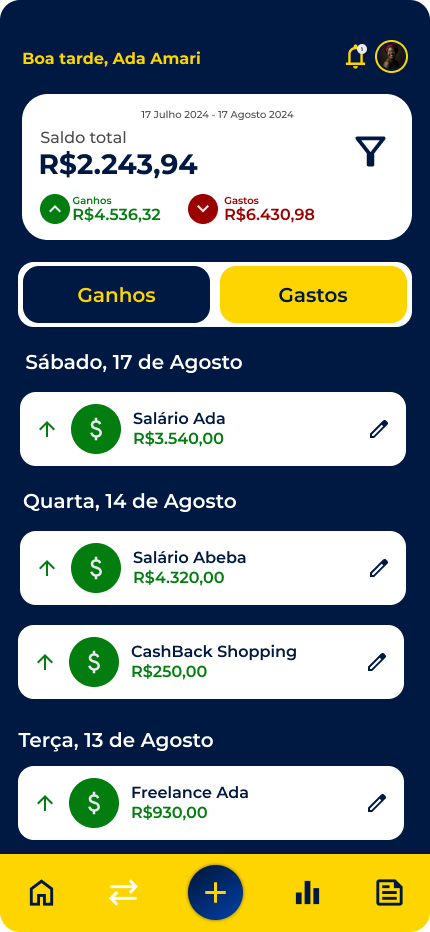 Boa tarde, Ada Amari
17 Julho 2024 - 17 Agosto 2024
Saldo total
R$2.243,94
Ganhos
R$4.536,32
Gastos
R$6.430,98
Ganhos
Gastos
Sábado, 17 de Agosto
Salário Ada
R$3.540,00
Quarta, 14 de Agosto
Salário Abeba
R$4.320,00
CashBack Shopping
R$250,00
Terça, 13 de Agosto
Freelance Ada
R$930,00